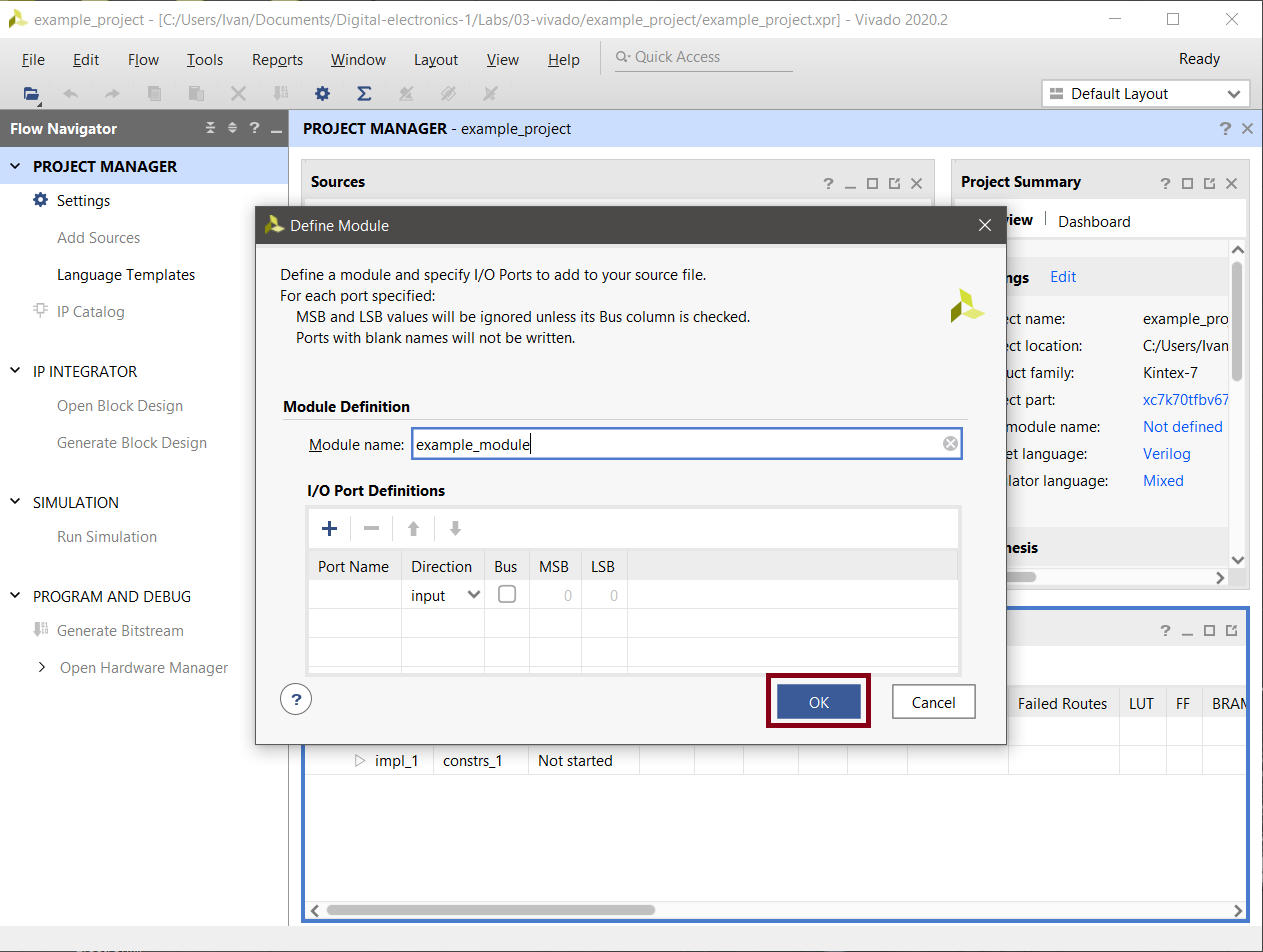 example_project - [C:/Users/Ivan/Documents/Digital-electronics-1/Labs/03-vivado/example_project/example_project.xpr] - Vivado 2020.2
File Edit Flow Tools Reports Window Layout View Help Quick Access Ready
Default Layout
Flow Navigator
PROJECT MANAGER
Settings
Add Sources
Language Templates
IP Catalog
IP INTEGRATOR
Open Block Design
Generate Block Design
SIMULATION
Run Simulation
PROGRAM AND DEBUG
Generate Bitstream
Open Hardware Manager
PROJECT MANAGER - example_project
Sources
Project Summary
iew Dashboard
ngs Edit
ect name: example_pro
ect location: C:/Users/Ivan
uct family: Kintex-7
ect part: xc7k70tfbv67
module name: Not defined
et language: Verilog
lator language: Mixed
nesis
Define Module
Define a module and specify I/O Ports to add to your source file.
For each port specified:
MSB and LSB values will be ignored unless its Bus column is checked.
Ports with blank names will not be written.
Module Definition
Module name: example_module
I/O Port Definitions
Port Name Direction Bus MSB LSB
input 0 0
OK Cancel
Failed Routes LUT FF BRAM
impl_1 constrs_1 Not started